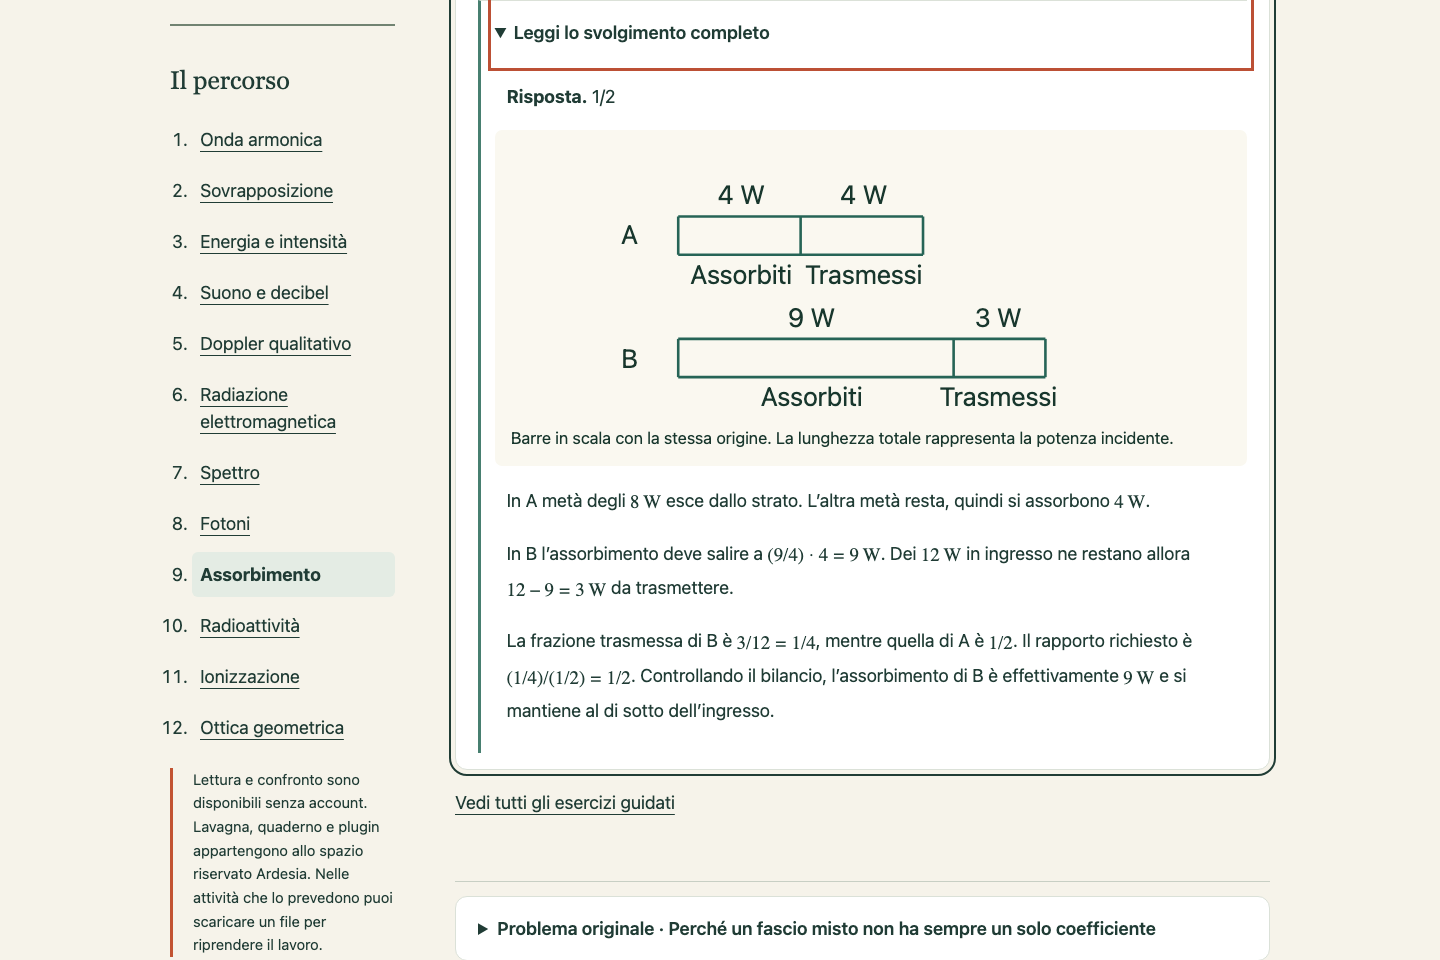 Il percorso
1. Onda armonica
2. Sovrapposizione
3. Energia e intensità
4. Suono e decibel
5. Doppler qualitativo
6. Radiazione
elettromagnetica
7. Spettro
8. Fotoni
9. Assorbimento
10. Radioattività
11. Ionizzazione
12. Ottica geometrica
Lettura e confronto sono
disponibili senza account.
Lavagna, quaderno e plugin
appartengono allo spazio
riservato Ardesia. Nelle
attività che lo prevedono puoi
scaricare un file per
riprendere il lavoro.
▼ Leggi lo svolgimento completo
Risposta. 1/2
4 W 4 W
A
Assorbiti Trasmessi
9 W 3 W
B
Assorbiti Trasmessi
Barre in scala con la stessa origine. La lunghezza totale rappresenta la potenza incidente.
In A metà degli 8 W esce dallo strato. L’altra metà resta, quindi si assorbono 4 W.
In B l’assorbimento deve salire a (9/4) · 4 = 9 W. Dei 12 W in ingresso ne restano allora
12 − 9 = 3 W da trasmettere.
La frazione trasmessa di B è 3/12 = 1/4, mentre quella di A è 1/2. Il rapporto richiesto è
(1/4)/(1/2) = 1/2. Controllando il bilancio, l’assorbimento di B è effettivamente 9 W e si
mantiene al di sotto dell’ingresso.
Vedi tutti gli esercizi guidati
▶ Problema originale · Perché un fascio misto non ha sempre un solo coefficiente